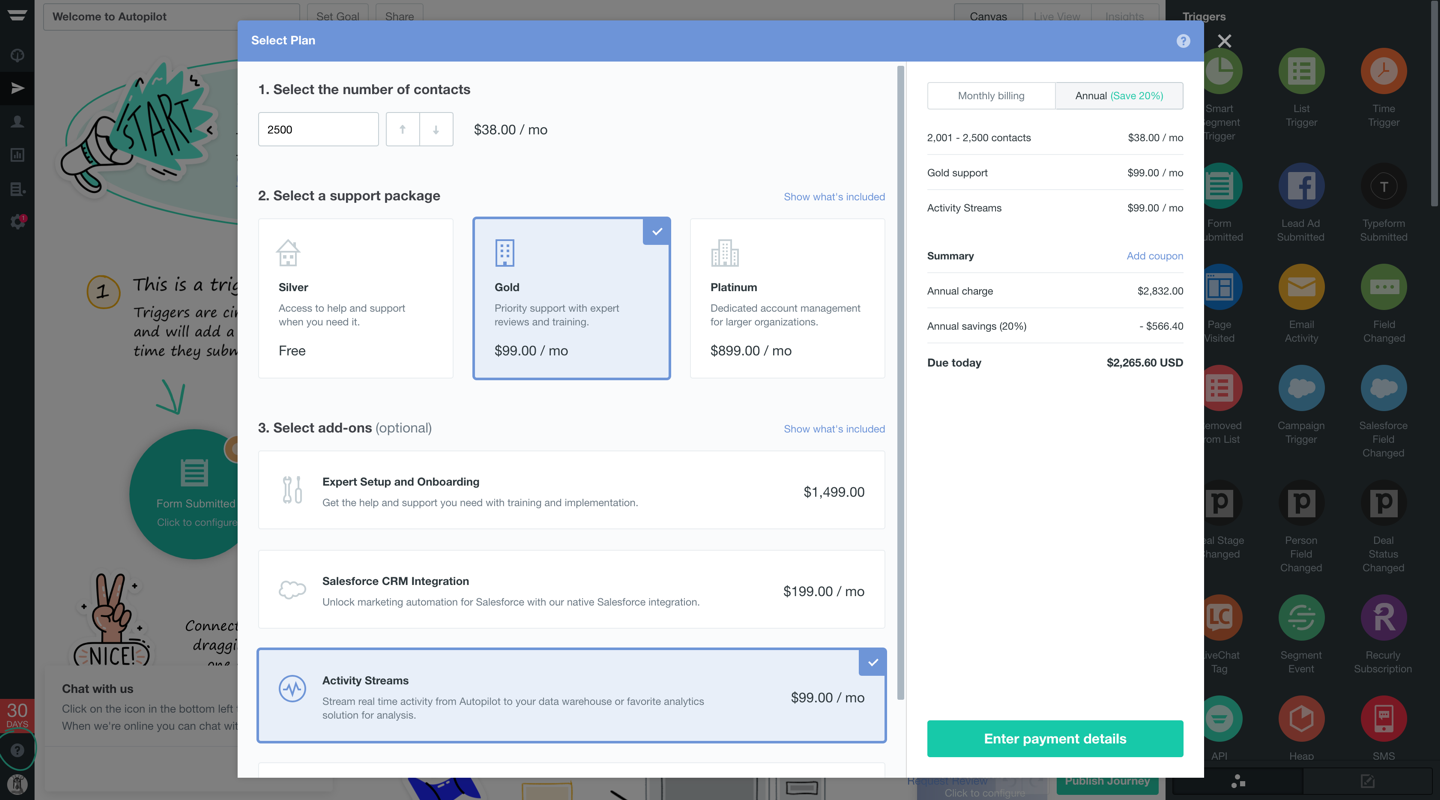 Welcome to Autopilot
Set Goal
Share
Canvas
Live View
Insights
Triggers
Select Plan
?
1. Select the number of contacts
2500
$38.00 / mo
2. Select a support package
Show what's included
Silver
Access to help and support
when you need it.
Free
Gold
Priority support with expert
reviews and training.
$99.00 / mo
Platinum
Dedicated account management
for larger organizations.
$899.00 / mo
3. Select add-ons (optional)
Show what's included
Expert Setup and Onboarding
Get the help and support you need with training and implementation.
$1,499.00
Salesforce CRM Integration
Unlock marketing automation for Salesforce with our native Salesforce integration.
$199.00 / mo
Activity Streams
Stream real time activity from Autopilot to your data warehouse or favorite analytics
solution for analysis.
$99.00 / mo
Monthly billing
Annual (Save 20%)
2,001 - 2,500 contacts $38.00 / mo
Gold support $99.00 / mo
Activity Streams $99.00 / mo
Summary Add coupon
Annual charge $2,832.00
Annual savings (20%) - $566.40
Due today $2,265.60 USD
Enter payment details
START
1
This is a trig
Triggers are cir
and will add a
time they subm
Form Submitted
Click to configure
NICE!
Connec
draggi
one
Chat with us
Click on the icon in the bottom left
When we're online you can chat wit
30
DAYS
?
1
Request Review
Click to configure
Publish Journey
Smart
egment
Trigger
List
Trigger
Time
Trigger
Form
ubmitted
Lead Ad
Submitted
T
Typeform
Submitted
Page
Visited
Email
Activity
Field
Changed
emoved
rom List
Campaign
Trigger
Salesforce
Field
Changed
p
al Stage
hanged
p
Person
Field
Changed
p
Deal
Status
Changed
LC
iveChat
Tag
Segment
Event
R
Recurly
Subscription
API
Heap
SMS